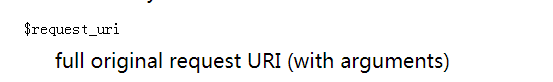 $request_uri
full original request URI (with arguments)